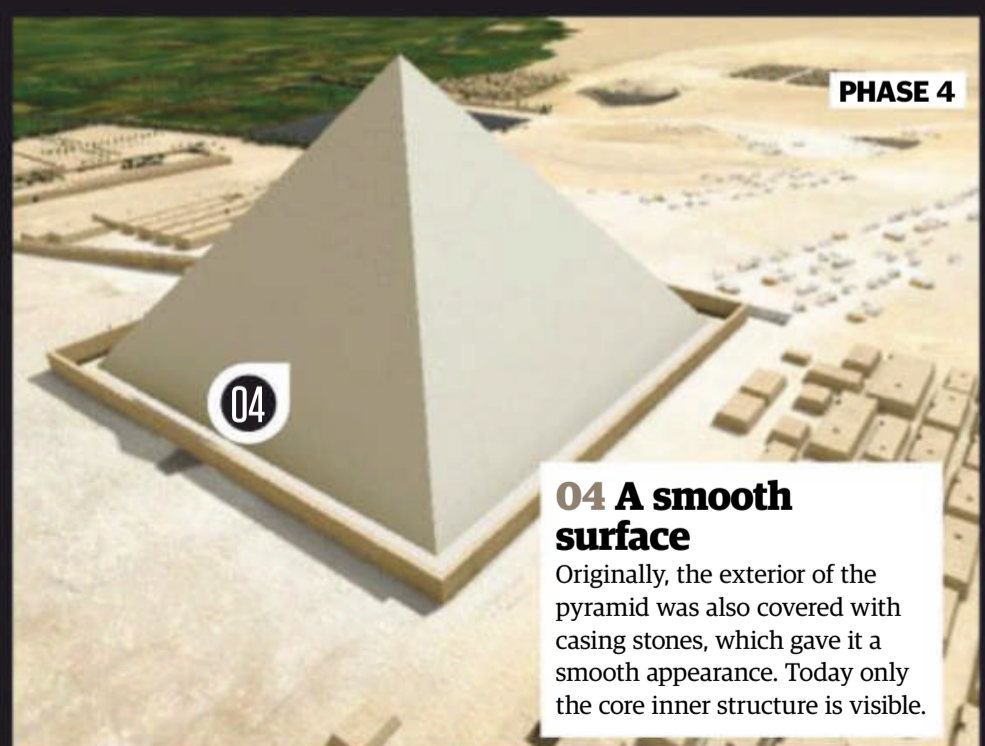 PHASE 4
04
04 A smooth
surface
Originally, the exterior of the
pyramid was also covered with
casing stones, which gave it a
smooth appearance. Today only
the core inner structure is visible.